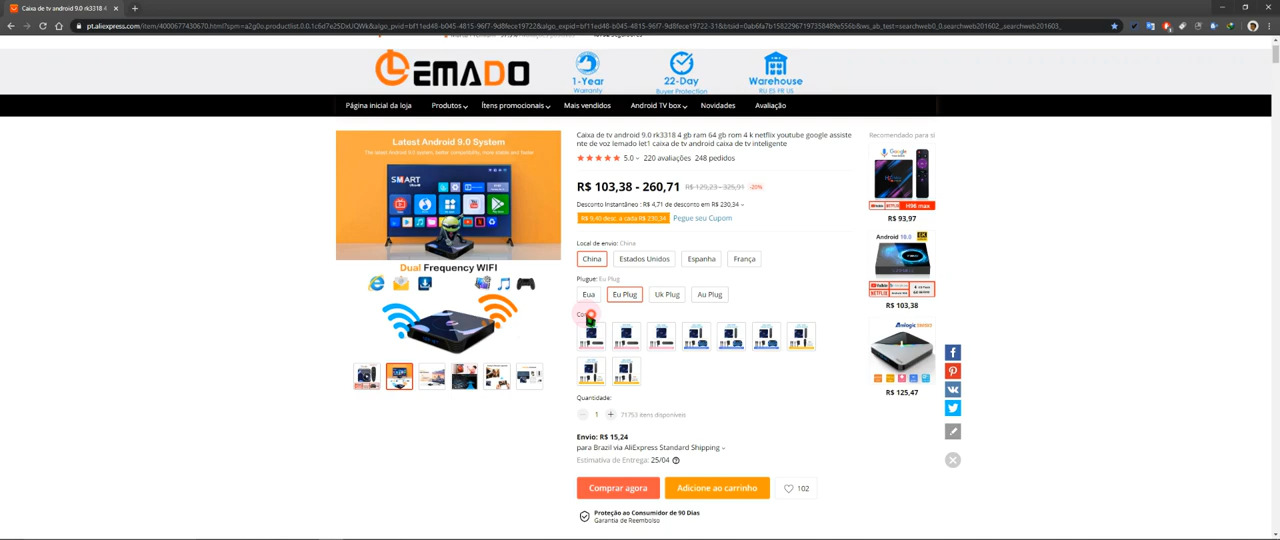 Caixa de tv android 9.0 rk3318 4
pt.aliexpress.com/item/4000677430670.html?spm=a2g0o.productlist.0.0.1c6d7e25DxUQWk&algo_pvid=bf11ed48-b045-4815-96f7-9d8fece19722&algo_expid=bf11ed48-b045-4815-96f7-9d8fece19722-31&btsid=0ab6fa7b15822967197358489e556b&ws_ab_test=searchweb0_0,searchweb201602_,searchweb201603_
LEMADO
1-Year
Warranty
22-Day
Buyer Protection
Warehouse
RU ES FR US
Página inicial da loja Produtos Ítens promocionais Mais vendidos Android TV box Novidades Avaliação
Latest Android 9.0 System
SMART
Dual Frequency WIFI
Caixa de tv android 9.0 rk3318 4 gb ram 64 gb rom 4 k netflix youtube google assiste
nte de voz lemado let1 caixa de tv android caixa de tv inteligente
5.0 220 avaliações 248 pedidos
R$ 103,38 - 260,71 R$ 129,23 - 325,91 -20%
Desconto Instantâneo : R$ 4,71 de desconto em R$ 230,34
R$ 9,40 desc. a cada R$ 230,34 Pegue seu Cupom
Local de envio: China
China Estados Unidos Espanha França
Plugue: Eu Plug
Eua Eu Plug Uk Plug Au Plug
Quantidade:
1 71753 itens disponíveis
Envio: R$ 15,24
para Brazil via AliExpress Standard Shipping
Estimativa de Entrega: 25/04
Comprar agora Adicione ao carrinho 102
Proteção ao Consumidor de 90 Dias
Garantia de Reembolso
Recomendado para si
Google
H96 max
R$ 93,97
Android 10.0 6K
R$ 103,38
R$ 125,47